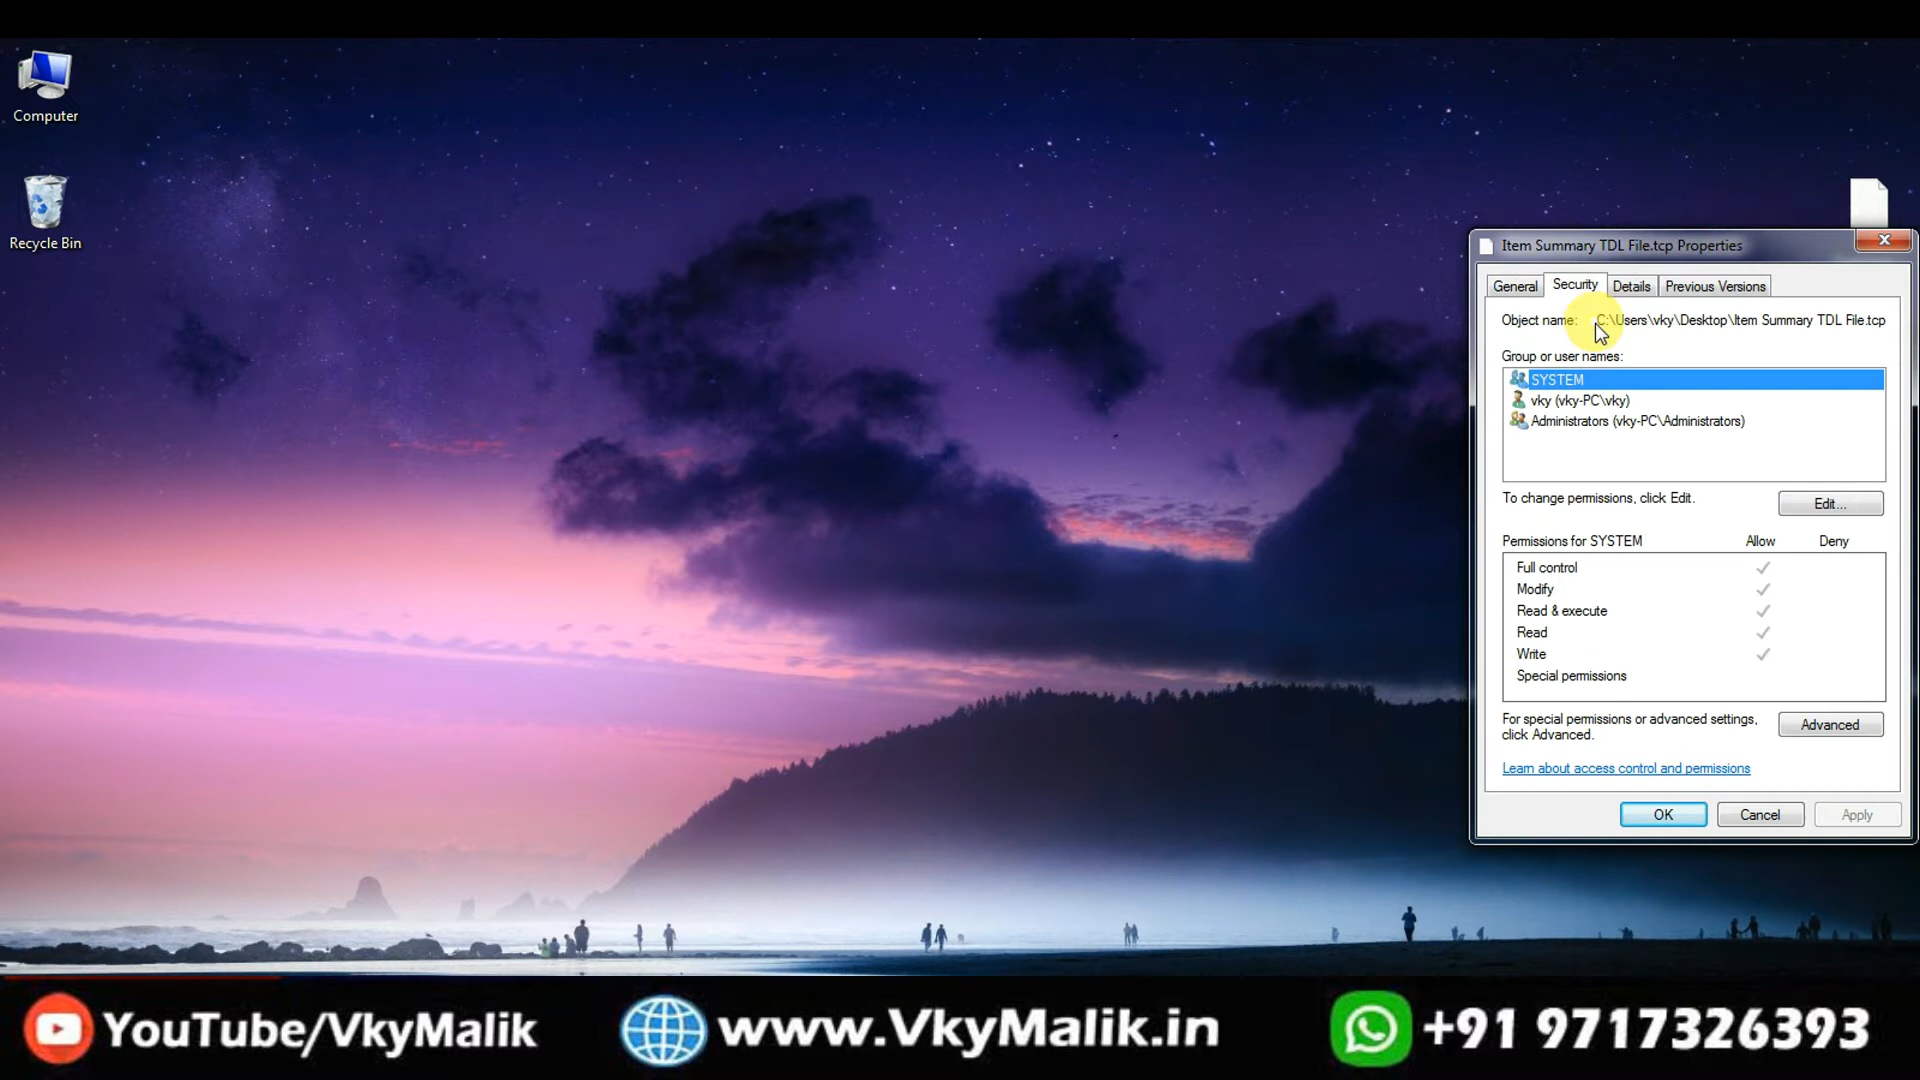 Computer
Recycle Bin
Item Summary TDL File.tcp Properties
General Security Details Previous Versions
Object name: C:\Users\vky\Desktop\Item Summary TDL File.tcp
Group or user names:
SYSTEM
vky (vky-PC\vky)
Administrators (vky-PC\Administrators)
To change permissions, click Edit.
Edit...
Permissions for SYSTEM Allow Deny
Full control
Modify
Read & execute
Read
Write
Special permissions
For special permissions or advanced settings,
click Advanced.
Advanced
Learn about access control and permissions
OK Cancel Apply
YouTube/VkyMalik www.VkyMalik.in +91 9717326393